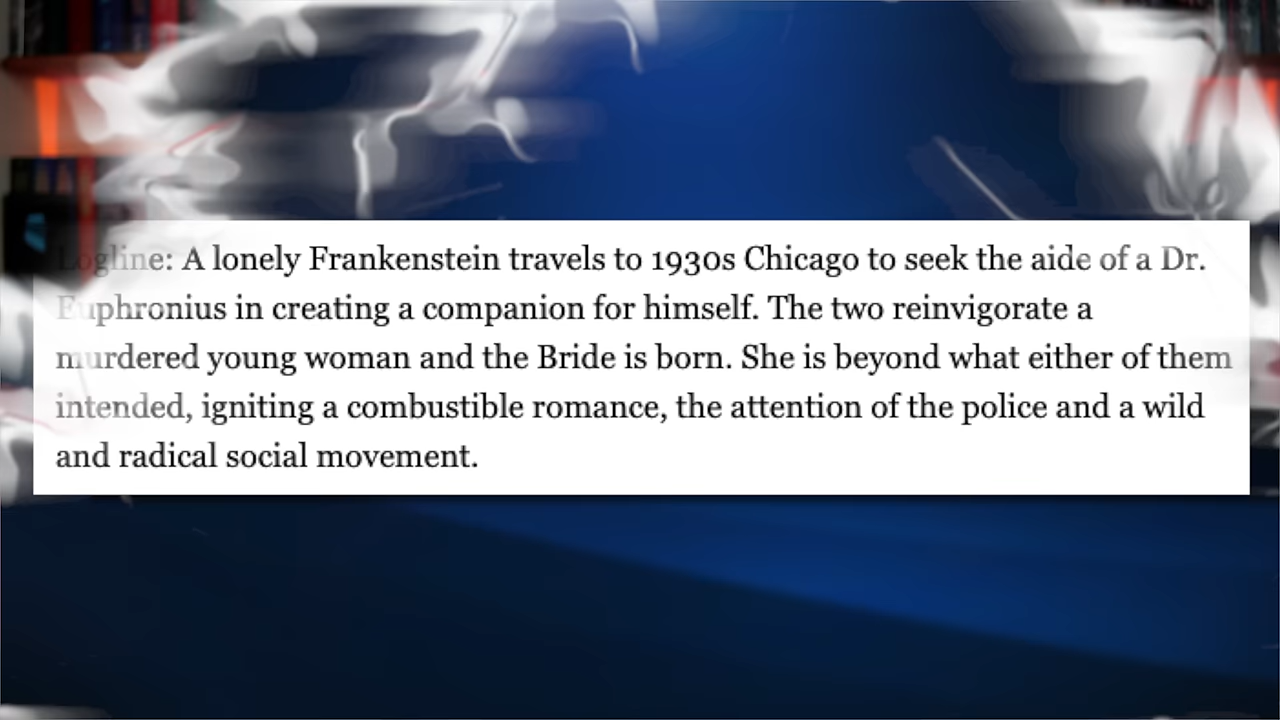 Logline: A lonely Frankenstein travels to 1930s Chicago to seek the aide of a Dr.
Euphronius in creating a companion for himself. The two reinvigorate a
murdered young woman and the Bride is born. She is beyond what either of them
intended, igniting a combustible romance, the attention of the police and a wild
and radical social movement.